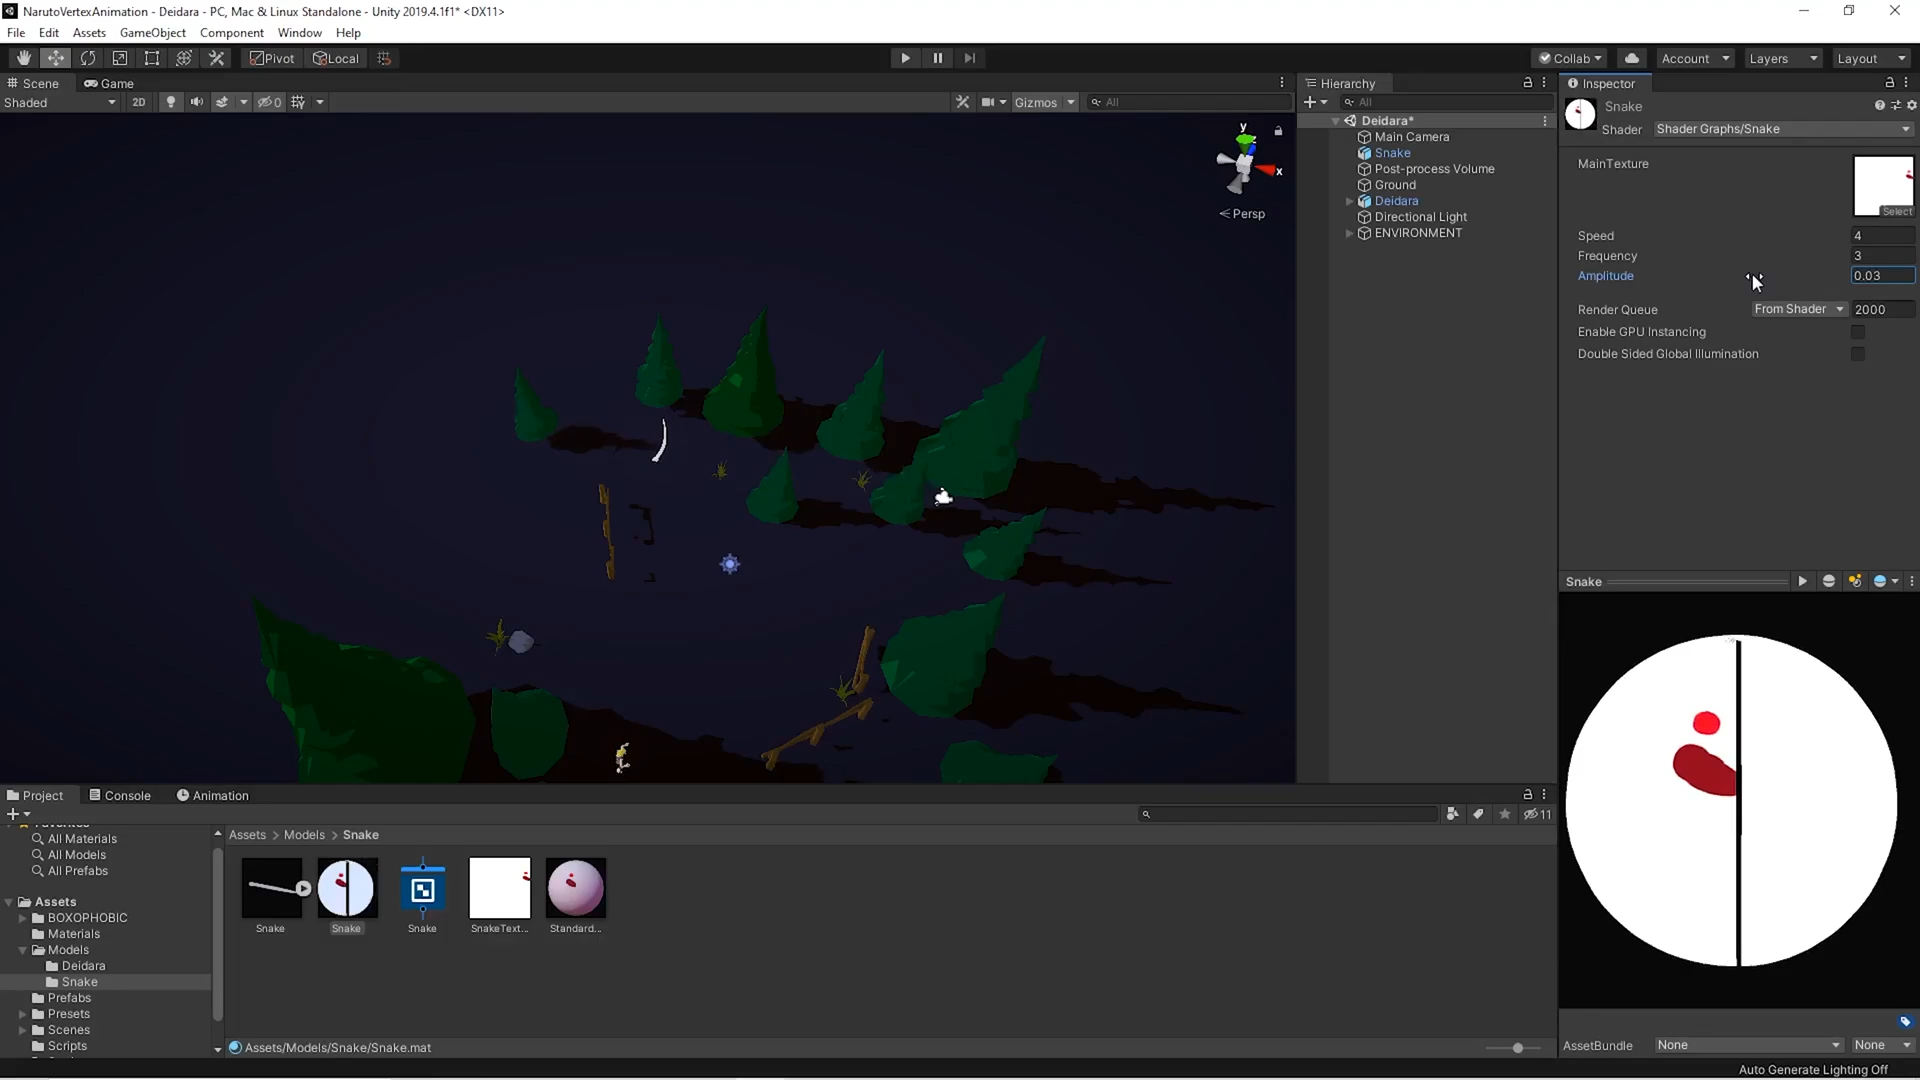 NarutoVertexAnimation - Deidara - PC, Mac & Linux Standalone - Unity 2019.4.1f1* <DX11>
File Edit Assets GameObject Component Window Help
Pivot Local Collab Account Layers Layout
Scene Game
Shaded 2D 0 Gizmos All
y
x
Persp
Hierarchy
All
Deidara*
Main Camera
Snake
Post-process Volume
Ground
Deidara
Directional Light
ENVIRONMENT
Inspector
Snake
Shader Shader Graphs/Snake
MainTexture
Select
Speed 4
Frequency 3
Amplitude 0.03
Render Queue From Shader 2000
Enable GPU Instancing
Double Sided Global Illumination
Snake
AssetBundle None None
Project Console Animation
11
All Materials
All Models
All Prefabs
Assets
BOXOPHOBIC
Materials
Models
Deidara
Snake
Prefabs
Presets
Scenes
Scripts
Assets > Models > Snake
Snake Snake Snake SnakeText... Standard...
Assets/Models/Snake/Snake.mat
Auto Generate Lighting Off